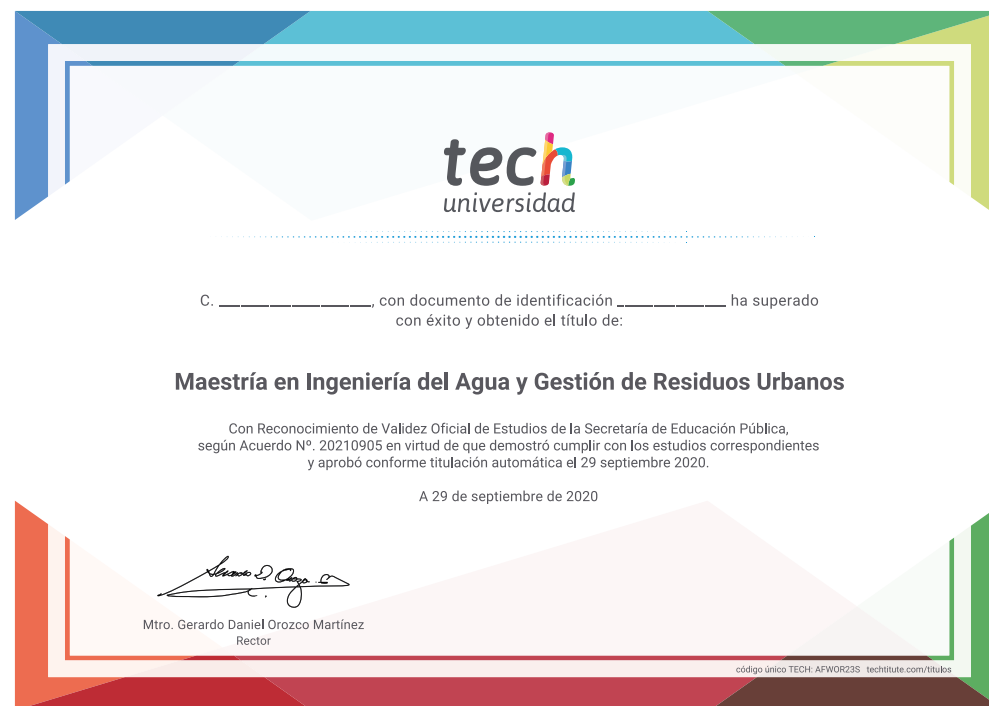 tech
universidad
C. __________________, con documento de identificación _____________ ha superado
con éxito y obtenido el título de:
Maestría en Ingeniería del Agua y Gestión de Residuos Urbanos
Con Reconocimiento de Validez Oficial de Estudios de la Secretaría de Educación Pública,
según Acuerdo Nº. 20210905 en virtud de que demostró cumplir con los estudios correspondientes
y aprobó conforme titulación automática el 29 septiembre 2020.
A 29 de septiembre de 2020
Mtro. Gerardo Daniel Orozco Martínez
Rector
código único TECH: AFWOR23S techtitute.com/titulos